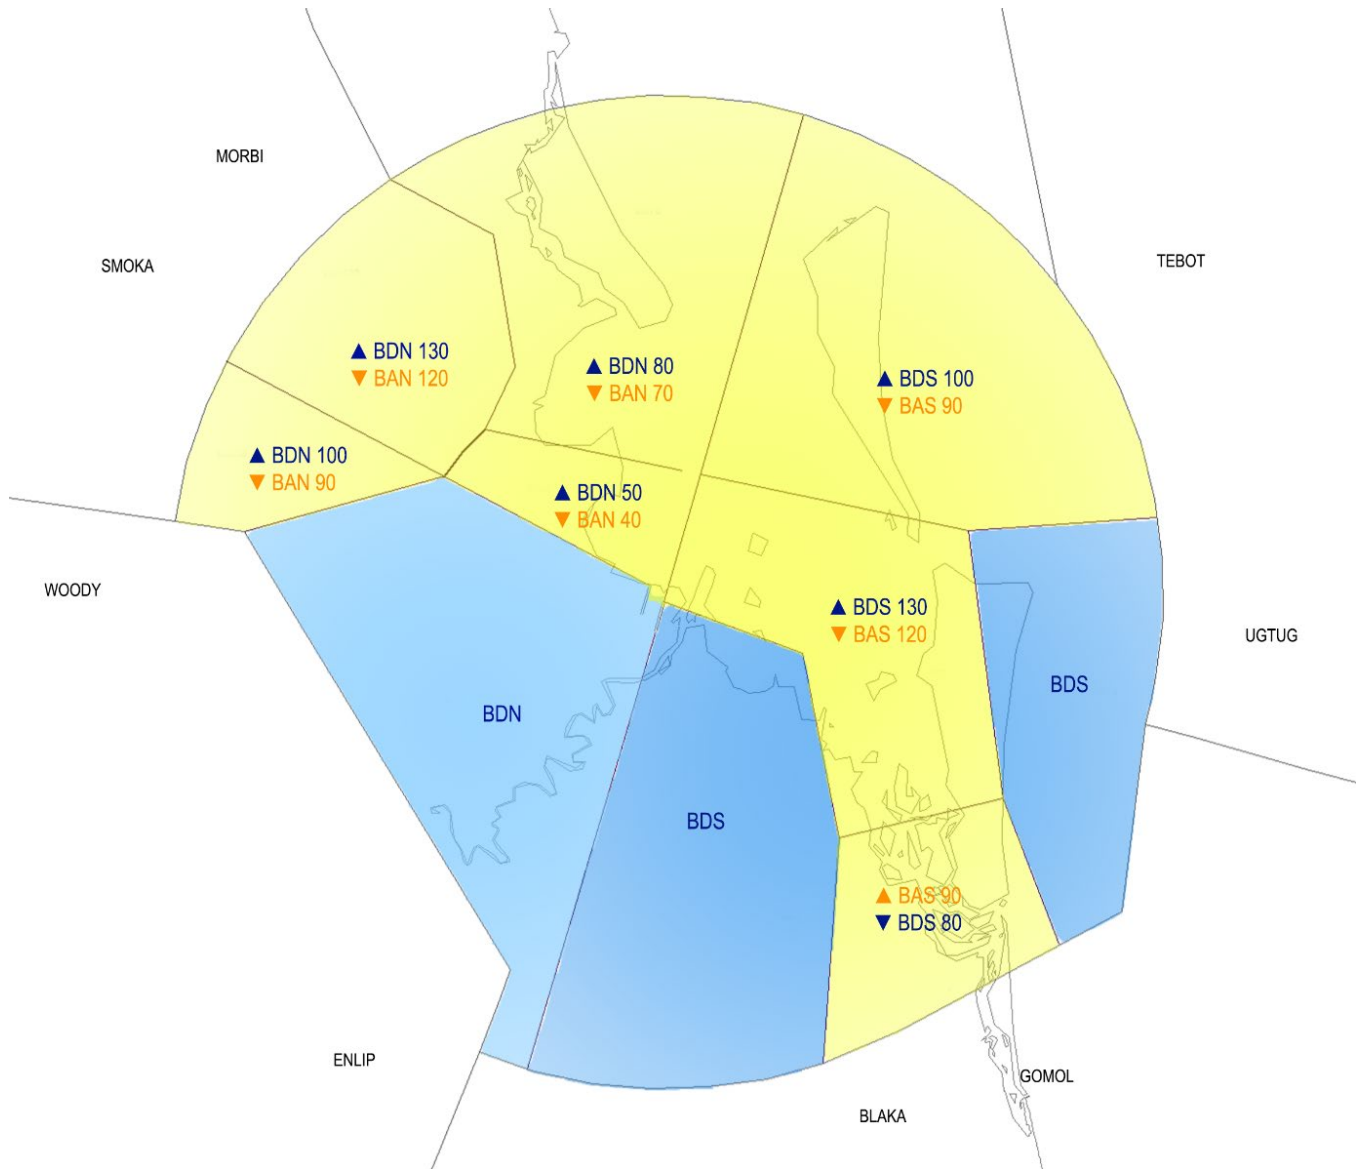 MORBI
SMOKA
TEBOT
▲ BDN 130
▼ BAN 120
▲ BDN 80
▼ BAN 70
▲ BDS 100
▼ BAS 90
▲ BDN 100
▼ BAN 90
▲ BDN 50
▼ BAN 40
WOODY
▲ BDS 130
▼ BAS 120
UGTUG
BDS
BDN
BDS
▲ BAS 90
▼ BDS 80
ENLIP
GOMOL
BLAKA